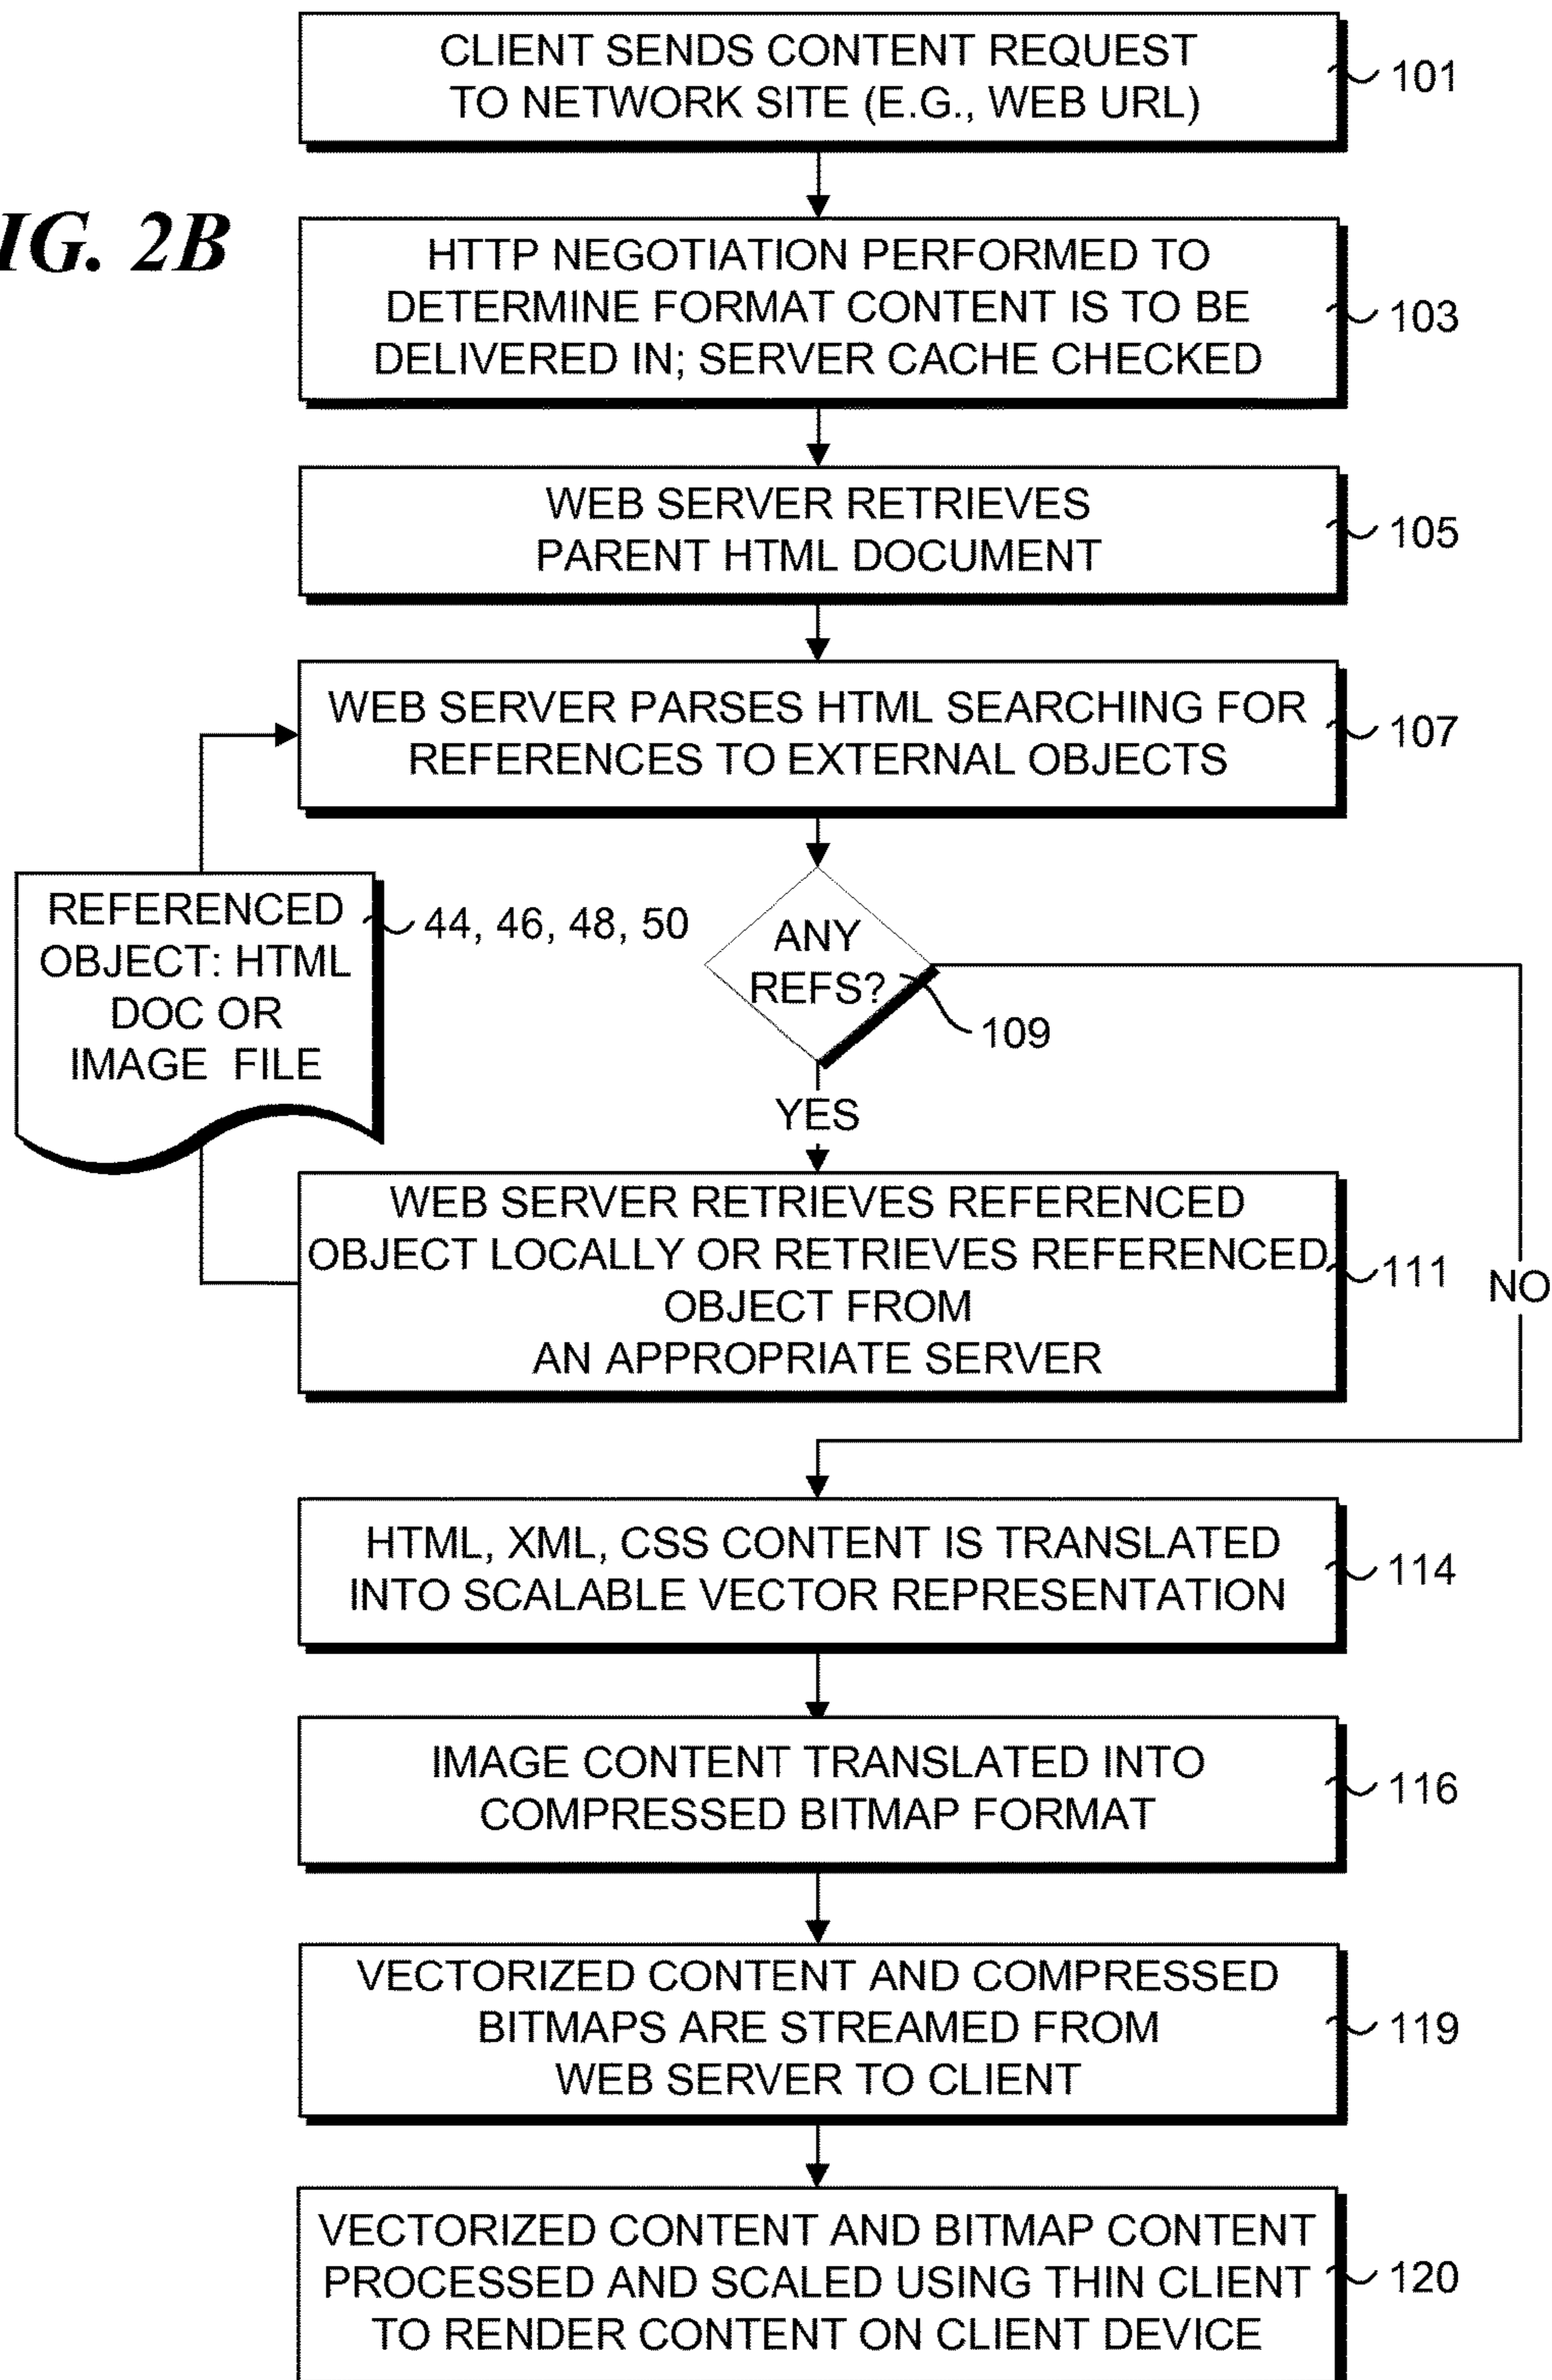 CLIENT SENDS CONTENT REQUEST
TO NETWORK SITE (E.G., WEB URL)
101
IG. 2B
HTTP NEGOTIATION PERFORMED TO
DETERMINE FORMAT CONTENT IS TO BE
DELIVERED IN; SERVER CACHE CHECKED
103
WEB SERVER RETRIEVES
PARENT HTML DOCUMENT
105
WEB SERVER PARSES HTML SEARCHING FOR
REFERENCES TO EXTERNAL OBJECTS
107
REFERENCED
OBJECT: HTML
DOC OR
IMAGE FILE
44, 46, 48, 50
ANY
REFS?
109
YES
WEB SERVER RETRIEVES REFERENCED
OBJECT LOCALLY OR RETRIEVES REFERENCED
OBJECT FROM
AN APPROPRIATE SERVER
111
NO
HTML, XML, CSS CONTENT IS TRANSLATED
INTO SCALABLE VECTOR REPRESENTATION
114
IMAGE CONTENT TRANSLATED INTO
COMPRESSED BITMAP FORMAT
116
VECTORIZED CONTENT AND COMPRESSED
BITMAPS ARE STREAMED FROM
WEB SERVER TO CLIENT
119
VECTORIZED CONTENT AND BITMAP CONTENT
PROCESSED AND SCALED USING THIN CLIENT
TO RENDER CONTENT ON CLIENT DEVICE
120